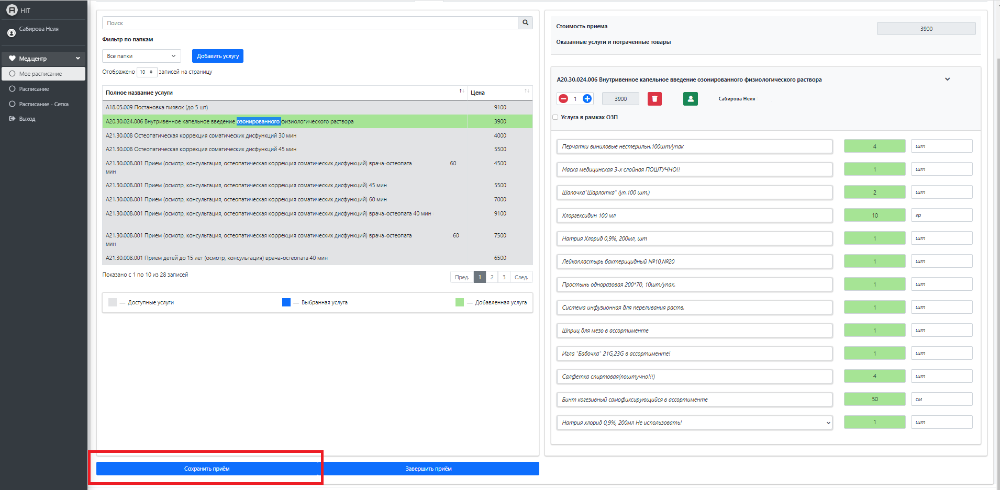 HIT
Сабирова Неля
Мед.центр
Мое расписание
Расписание
Расписание - Сетка
Выход
Поиск
Фильтр по папкам
Все папки
Добавить услугу
Отображено 10 записей на страницу
Полное название услуги Цена
A18.05.009 Постановка пиявок (до 5 шт) 9100
A20.30.024.006 Внутривенное капельное введение озонированного физиологического раствора 3900
A21.30.008 Остеопатическая коррекция соматических дисфункций 30 мин 4000
A21.30.008 Остеопатическая коррекция соматических дисфункций 45 мин 5500
A21.30.008.001 Прием (осмотр, консультация, остеопатическая коррекция соматических дисфункций) врача-остеопата 60 4500
мин
A21.30.008.001 Прием (осмотр, консультация, остеопатическая коррекция соматических дисфункций) 45 мин 5500
A21.30.008.001 Прием (осмотр, консультация, остеопатическая коррекция соматических дисфункций) 60 мин 7000
A21.30.008.001 Прием (осмотр, консультация, остеопатическая коррекция соматических дисфункций) врача-остеопата 40 мин 9100
A21.30.008.001 Прием (осмотр, консультация, остеопатическая коррекция соматических дисфункций) врача-остеопата . 60 7500
мин
A21.30.008.001 Прием детей до 15 лет (осмотр, консультация) врача-остеопата 40 мин 6500
Показано с 1 по 10 из 28 записей
Пред. 1 2 3 След.
— Доступные услуги — Выбранная услуга — Добавленная услуга
Сохранить приём
Завершить приём
Стоимость приема 3900
Оказанные услуги и потраченные товары
A20.30.024.006 Внутривенное капельное введение озонированного физиологического раствора
1 3900 Сабирова Неля
Услуга в рамках ОЗП
Перчатки виниловые нестерильн.100шт/упак 4 шт
Маска медицинская 3-х слойная ПОШТУЧНО!! 1 шт
Шапочка"Шарлотка" (уп.100 шт.) 2 шт
Хлоргексидин 100 мл 10 гр
Натрия Хлорид 0,9%, 200мл, шт 1 шт
Лейкопластырь бактерицидный №10,№20 1 шт
Простынь одноразовая 200*70, 10шт/упак. 1 шт
Система инфузионная для переливания раств. 1 шт
Шприц для мезо в ассортименте 1 шт
Игла "Бабочка" 21G,23G в ассортименте! 1 шт
Салфетка спиртовая(поштучно!!!) 4 шт
Бинт когезивный самофиксирующийся в ассортименте 50 см
Натрия хлорид 0,9%, 200мл Не использовать! 1 шт